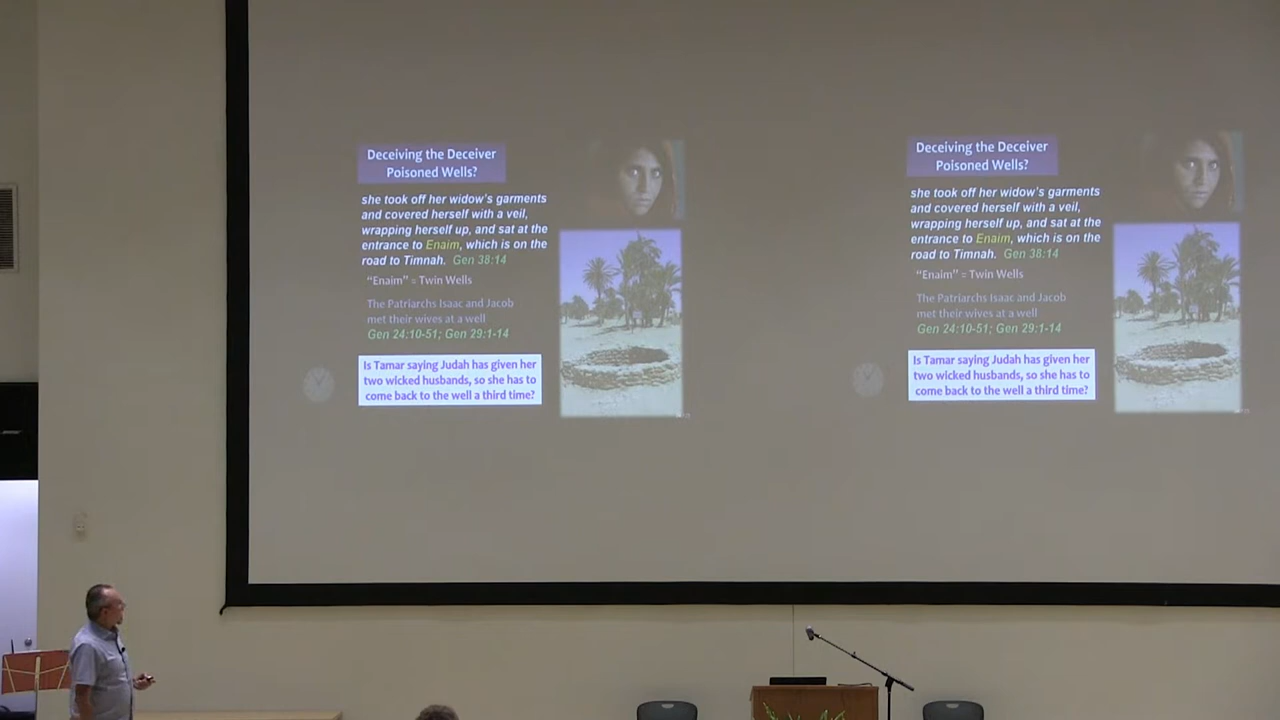 Deceiving the Deceiver
Poisoned Wells?
she took off her widow's garments
and covered herself with a veil,
wrapping herself up, and sat at the
entrance to Enaim, which is on the
road to Timnah. Gen 38:14
"Enaim" = Twin Wells
The Patriarchs Isaac and Jacob
met their wives at a well
Gen 24:10-51; Gen 29:1-14
Is Tamar saying Judah has given her
two wicked husbands, so she has to
come back to the well a third time?
Deceiving the Deceiver
Poisoned Wells?
she took off her widow's garments
and covered herself with a veil,
wrapping herself up, and sat at the
entrance to Enaim, which is on the
road to Timnah. Gen 38:14
"Enaim" = Twin Wells
The Patriarchs Isaac and Jacob
met their wives at a well
Gen 24:10-51; Gen 29:1-14
Is Tamar saying Judah has given her
two wicked husbands, so she has to
come back to the well a third time?